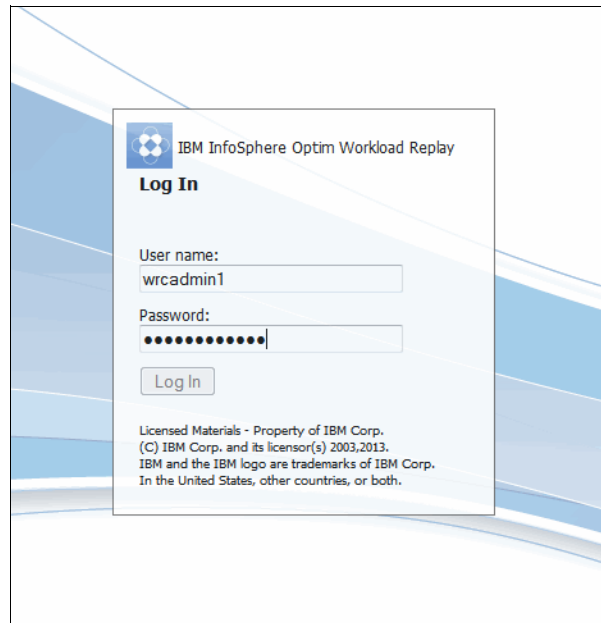 IBM InfoSphere Optim Workload Replay
Log In
User name:
wrcadmin1
Password:
●●●●●●●●●●●●
Log In
Licensed Materials - Property of IBM Corp.
(C) IBM Corp. and its licensor(s) 2003,2013.
IBM and the IBM logo are trademarks of IBM Corp.
In the United States, other countries, or both.